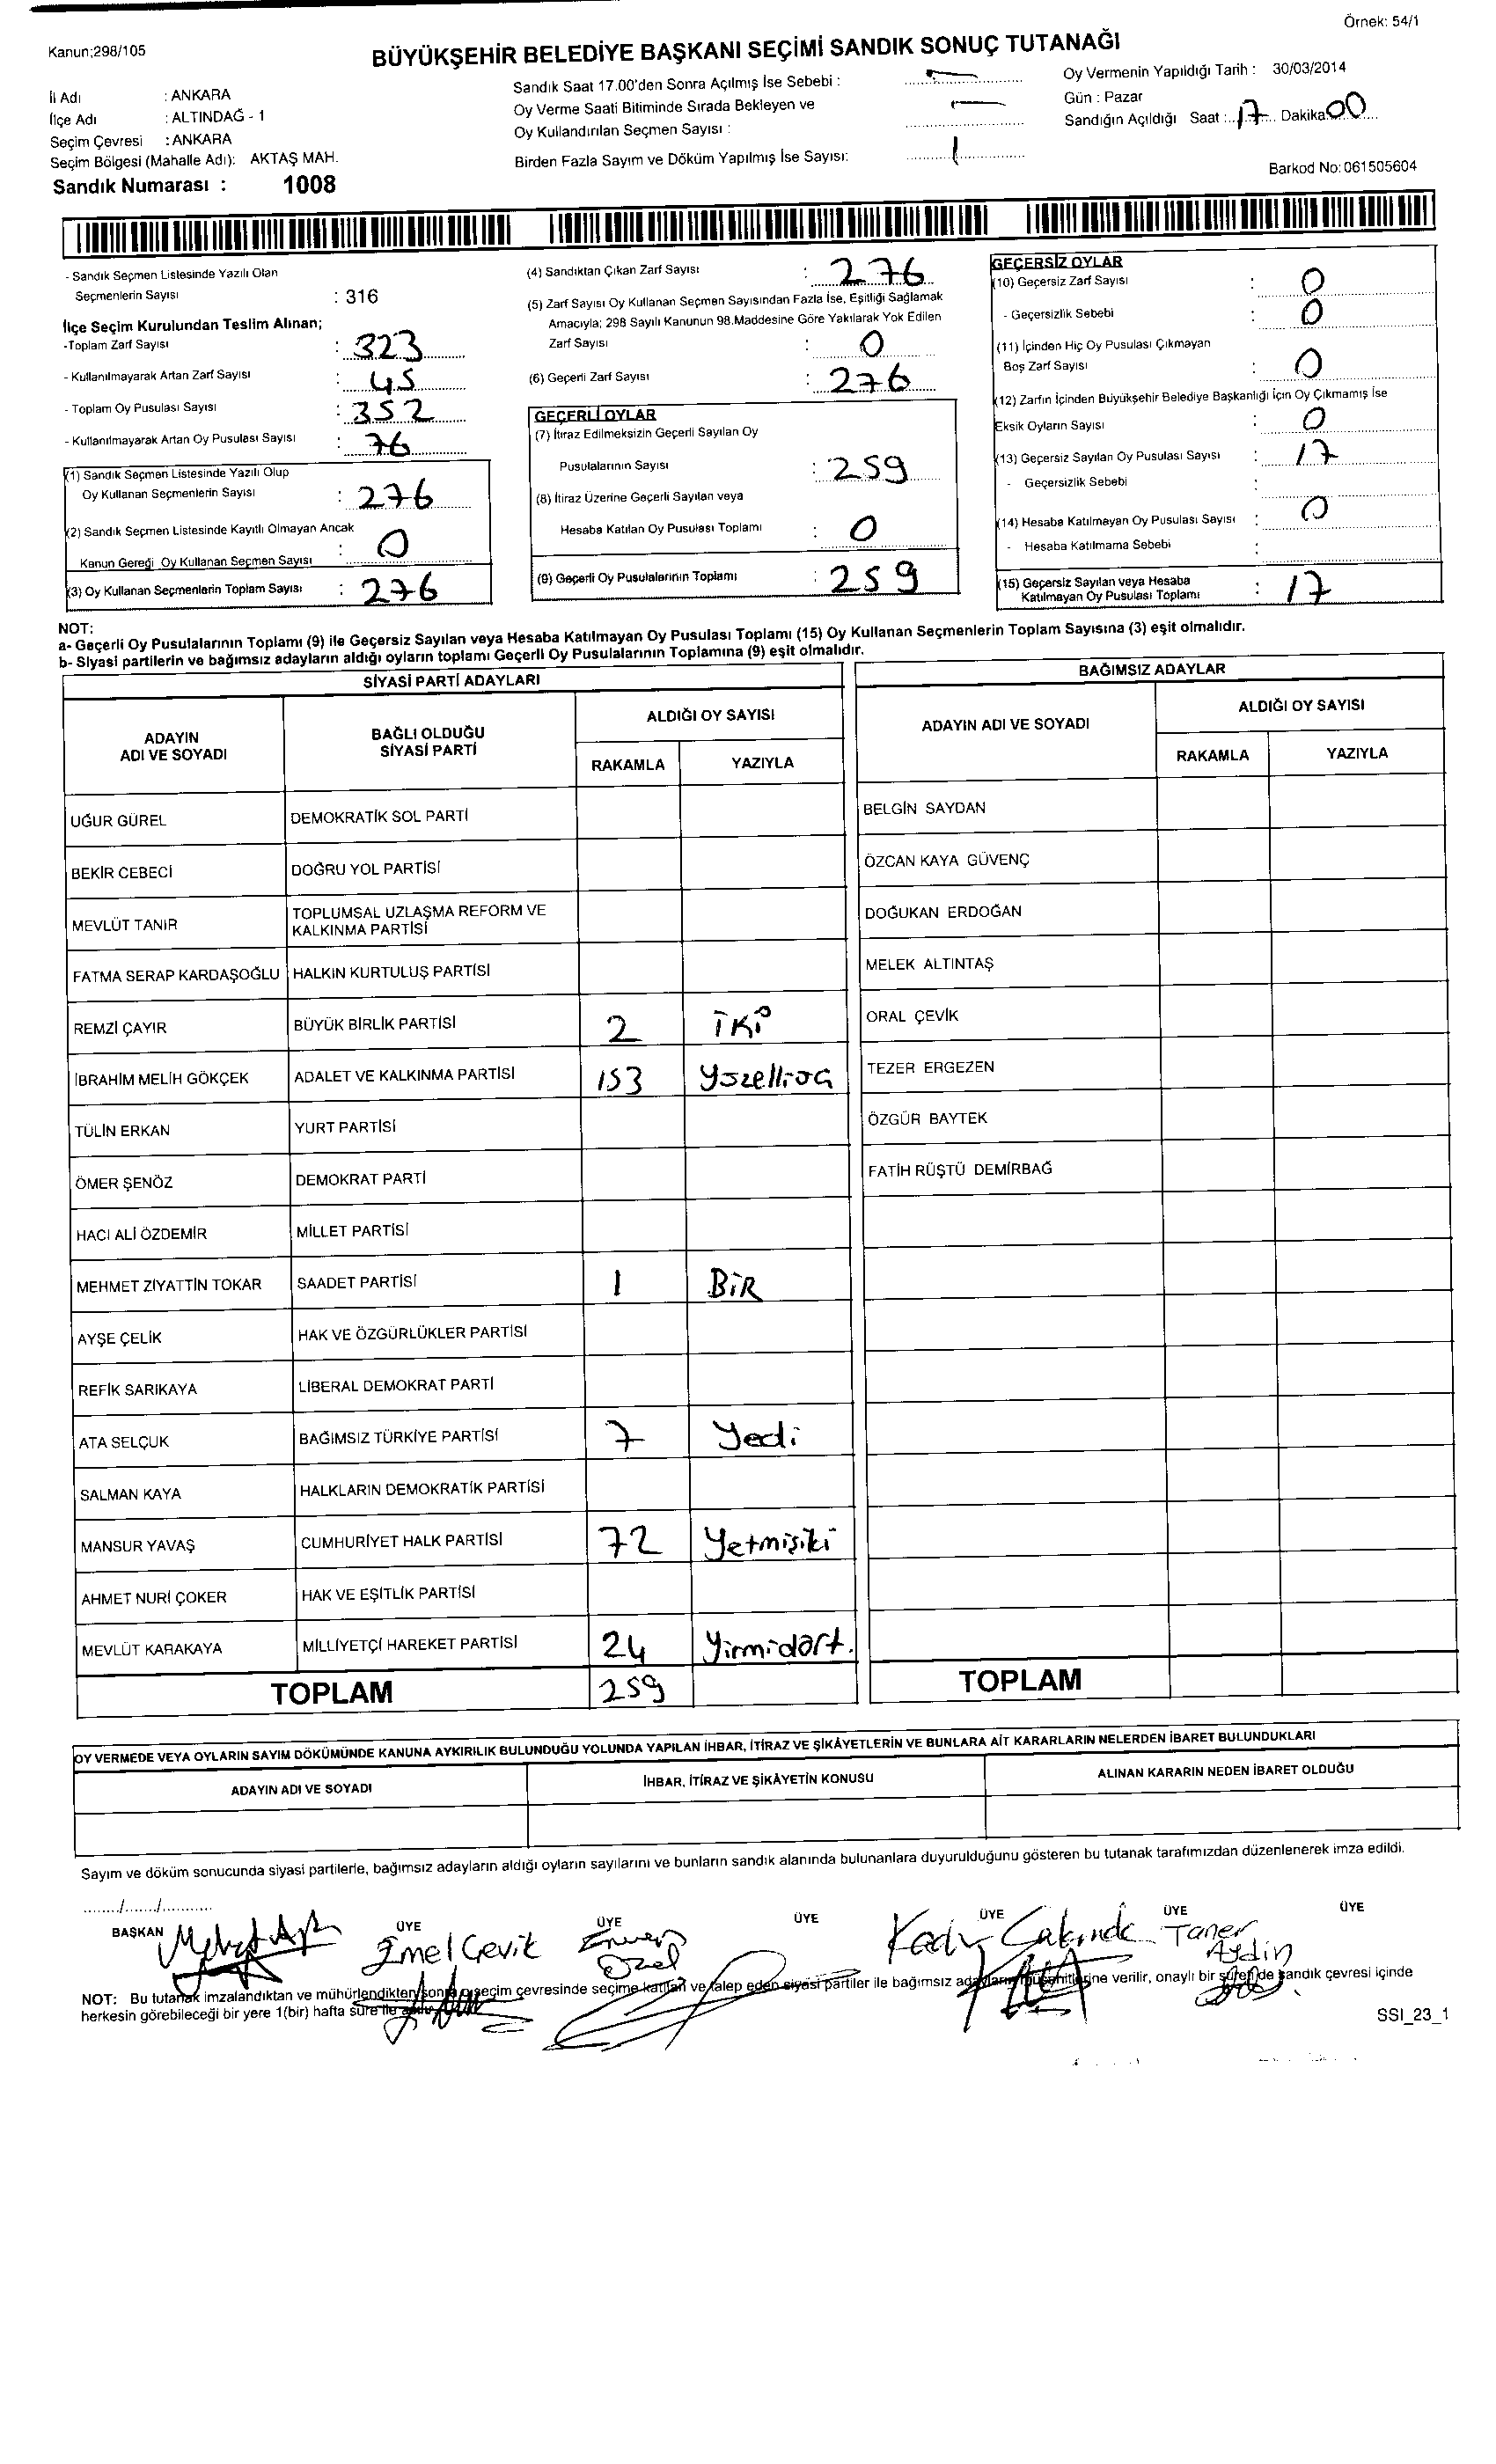 Örnek: 54/1
Kanun;298/105
BÜYÜKŞEHİR BELEDİYE BAŞKANI SEÇİMİ SANDIK SONUÇ TUTANAĞI
İl Adı : ANKARA
İlçe Adı : ALTINDAĞ - 1
Seçim Çevresi : ANKARA
Seçim Bölgesi (Mahalle Adı): AKTAŞ MAH.
Sandık Numarası : 1008
Sandık Saat 17.00'den Sonra Açılmış İse Sebebi :
Oy Verme Saati Bitiminde Sırada Bekleyen ve
Oy Kullandırılan Seçmen Sayısı :
Birden Fazla Sayım ve Döküm Yapılmış İse Sayısı: 1
Oy Vermenin Yapıldığı Tarih : 30/03/2014
Gün : Pazar
Sandığın Açıldığı Saat : 17 Dakika 00
Barkod No: 061505604
- Sandık Seçmen Listesinde Yazılı Olan
Seçmenlerin Sayısı : 316
İlçe Seçim Kurulundan Teslim Alınan;
-Toplam Zarf Sayısı : 323
- Kullanılmayarak Artan Zarf Sayısı : 45
- Toplam Oy Pusulası Sayısı : 352
- Kullanılmayarak Artan Oy Pusulası Sayısı : 76
(1) Sandık Seçmen Listesinde Yazılı Olup
Oy Kullanan Seçmenlerin Sayısı : 276
(2) Sandık Seçmen Listesinde Kayıtlı Olmayan Ancak
Kanun Gereği Oy Kullanan Seçmen Sayısı : 0
(3) Oy Kullanan Seçmenlerin Toplam Sayısı : 276
(4) Sandıktan Çıkan Zarf Sayısı : 276
(5) Zarf Sayısı Oy Kullanan Seçmen Sayısından Fazla İse, Eşitliği Sağlamak
Amacıyla; 298 Sayılı Kanunun 98.Maddesine Göre Yakılarak Yok Edilen
Zarf Sayısı : 0
(6) Geçerli Zarf Sayısı : 276
GEÇERLİ OYLAR
(7) İtiraz Edilmeksizin Geçerli Sayılan Oy
Pusulalarının Sayısı : 259
(8) İtiraz Üzerine Geçerli Sayılan veya
Hesaba Katılan Oy Pusulası Toplamı : 0
(9) Geçerli Oy Pusulalarının Toplamı : 259
GEÇERSİZ OYLAR
(10) Geçersiz Zarf Sayısı : 0
- Geçersizlik Sebebi : 0
(11) İçinden Hiç Oy Pusulası Çıkmayan
Boş Zarf Sayısı : 0
(12) Zarfın İçinden Büyükşehir Belediye Başkanlığı İçin Oy Çıkmamış İse
Eksik Oyların Sayısı : 0
(13) Geçersiz Sayılan Oy Pusulası Sayısı : 17
- Geçersizlik Sebebi :
(14) Hesaba Katılmayan Oy Pusulası Sayısı : 0
- Hesaba Katılmama Sebebi :
(15) Geçersiz Sayılan veya Hesaba
Katılmayan Oy Pusulası Toplamı : 17
NOT:
a- Geçerli Oy Pusulalarının Toplamı (9) ile Geçersiz Sayılan veya Hesaba Katılmayan Oy Pusulası Toplamı (15) Oy Kullanan Seçmenlerin Toplam Sayısına (3) eşit olmalıdır.
b- Siyasi partilerin ve bağımsız adayların aldığı oyların toplamı Geçerli Oy Pusulalarının Toplamına (9) eşit olmalıdır.
SİYASİ PARTİ ADAYLARI
ADAYIN ADI VE SOYADI BAĞLI OLDUĞU SİYASİ PARTİ ALDIĞI OY SAYISI
RAKAMLA YAZIYLA
UĞUR GÜREL DEMOKRATİK SOL PARTİ
BEKİR CEBECİ DOĞRU YOL PARTİSİ
MEVLÜT TANIR TOPLUMSAL UZLAŞMA REFORM VE KALKINMA PARTİSİ
FATMA SERAP KARDAŞOĞLU HALKIN KURTULUŞ PARTİSİ
REMZİ ÇAYIR BÜYÜK BİRLİK PARTİSİ 2 İKİ
İBRAHİM MELİH GÖKÇEK ADALET VE KALKINMA PARTİSİ 153
TÜLİN ERKAN YURT PARTİSİ
ÖMER ŞENÖZ DEMOKRAT PARTİ
HACI ALİ ÖZDEMİR MİLLET PARTİSİ
MEHMET ZİYATTİN TOKAR SAADET PARTİSİ 1 BİR
AYŞE ÇELİK HAK VE ÖZGÜRLÜKLER PARTİSİ
REFİK SARIKAYA LİBERAL DEMOKRAT PARTİ
ATA SELÇUK BAĞIMSIZ TÜRKİYE PARTİSİ 7 Yedi
SALMAN KAYA HALKLARIN DEMOKRATİK PARTİSİ
MANSUR YAVAŞ CUMHURİYET HALK PARTİSİ 72 Yetmişiki
AHMET NURİ ÇOKER HAK VE EŞİTLİK PARTİSİ
MEVLÜT KARAKAYA MİLLİYETÇİ HAREKET PARTİSİ 24 Yirmidört.
TOPLAM 259
BAĞIMSIZ ADAYLAR
ADAYIN ADI VE SOYADI ALDIĞI OY SAYISI
RAKAMLA YAZIYLA
BELGİN SAYDAN
ÖZCAN KAYA GÜVENÇ
DOĞUKAN ERDOĞAN
MELEK ALTINTAŞ
ORAL ÇEVİK
TEZER ERGEZEN
ÖZGÜR BAYTEK
FATİH RÜŞTÜ DEMİRBAĞ
TOPLAM
OY VERMEDE VEYA OYLARIN SAYIM DÖKÜMÜNDE KANUNA AYKIRILIK BULUNDUĞU YOLUNDA YAPILAN İHBAR, İTİRAZ VE ŞİKÂYETLERİN VE BUNLARA AİT KARARLARIN NELERDEN İBARET BULUNDUKLARI
ADAYIN ADI VE SOYADI İHBAR, İTİRAZ VE ŞİKÂYETİN KONUSU ALINAN KARARIN NEDEN İBARET OLDUĞU
Sayım ve döküm sonucunda siyasi partilerle, bağımsız adayların aldığı oyların sayılarını ve bunların sandık alanında bulunanlara duyurulduğunu gösteren bu tutanak tarafımızdan düzenlenerek imza edildi.
......../......./...........
BAŞKAN ÜYE ÜYE ÜYE ÜYE ÜYE ÜYE
Emel Çevik Enver Özel Taner Aydin
NOT: Bu tutanak imzalandıktan ve mühürlendikten sonra seçim çevresinde seçime katılan ve talep eden siyasi partiler ile bağımsız adayların müşahitlerine verilir, onaylı bir sureti de sandık çevresi içinde
herkesin görebileceği bir yere 1(bir) hafta süre ile
SSI_23_1